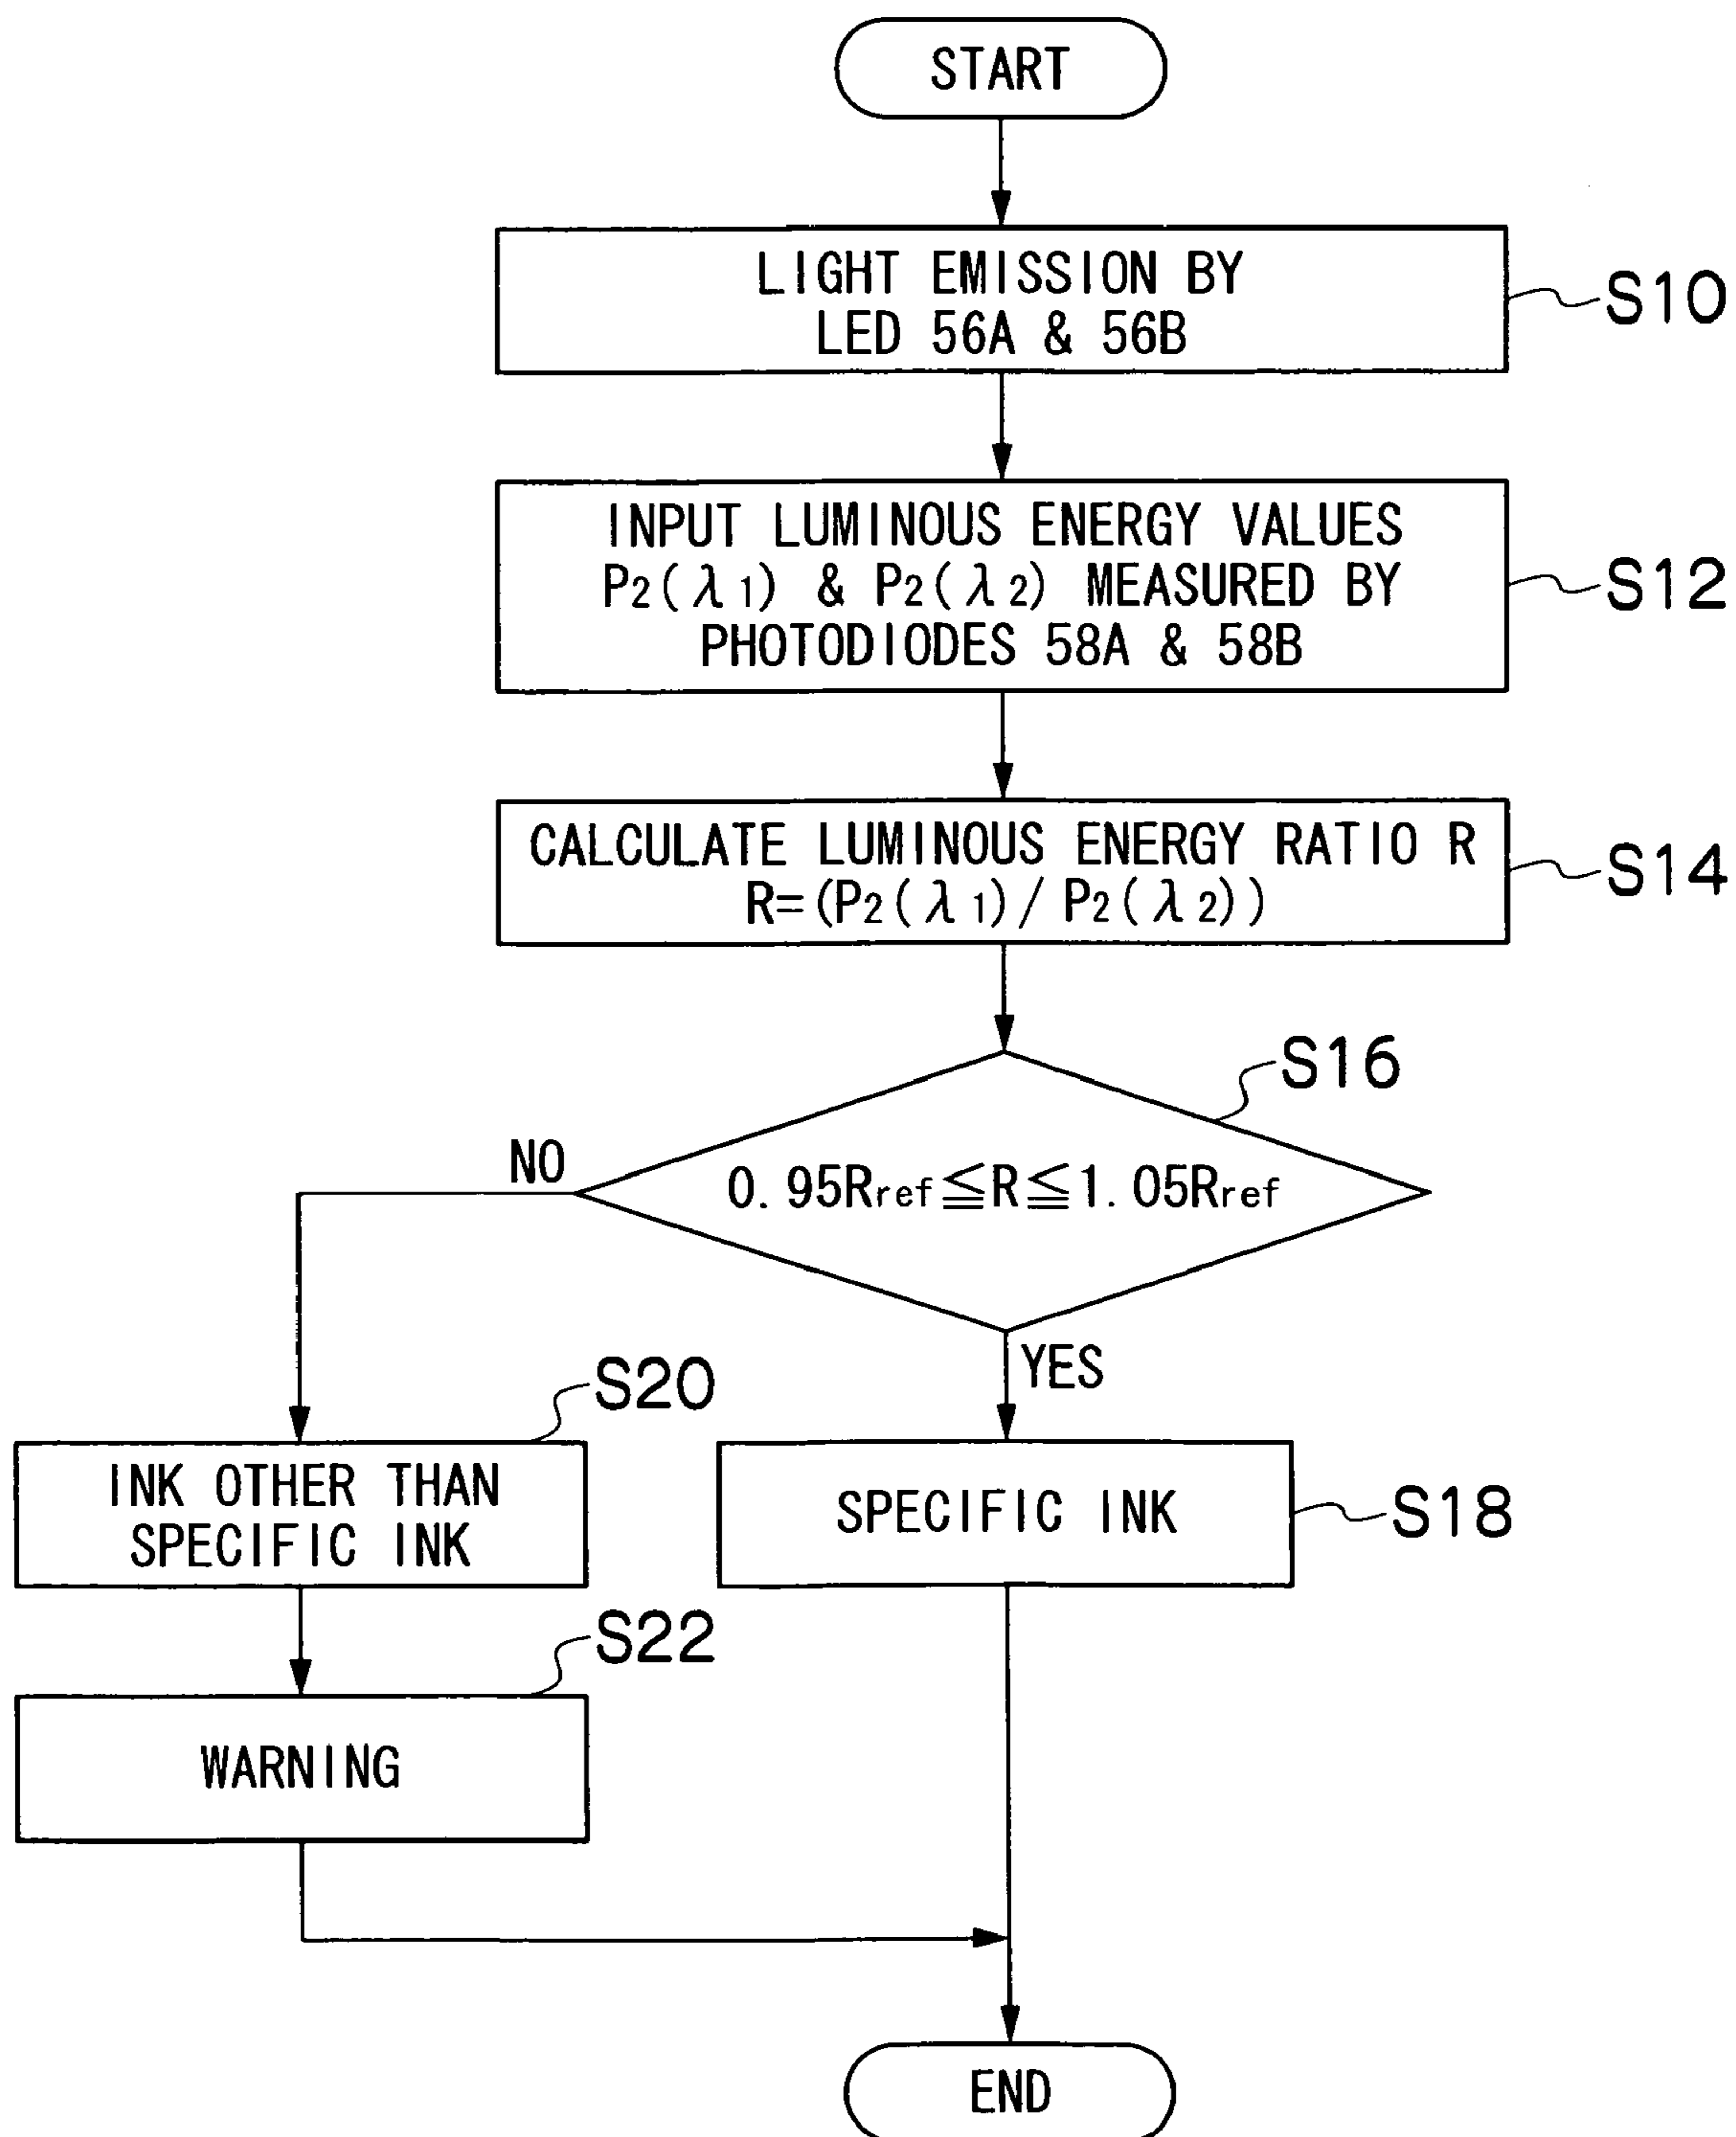 START
LIGHT EMISSION BY
LED 56A & 56B
S10
INPUT LUMINOUS ENERGY VALUES
P2(λ1) & P2(λ2) MEASURED BY
PHOTODIODES 58A & 58B
S12
CALCULATE LUMINOUS ENERGY RATIO R
R=(P2(λ1)/P2(λ2))
S14
S16
NO
0.95Rref≦R≦1.05Rref
YES
S20
INK OTHER THAN
SPECIFIC INK
SPECIFIC INK
S18
S22
WARNING
END